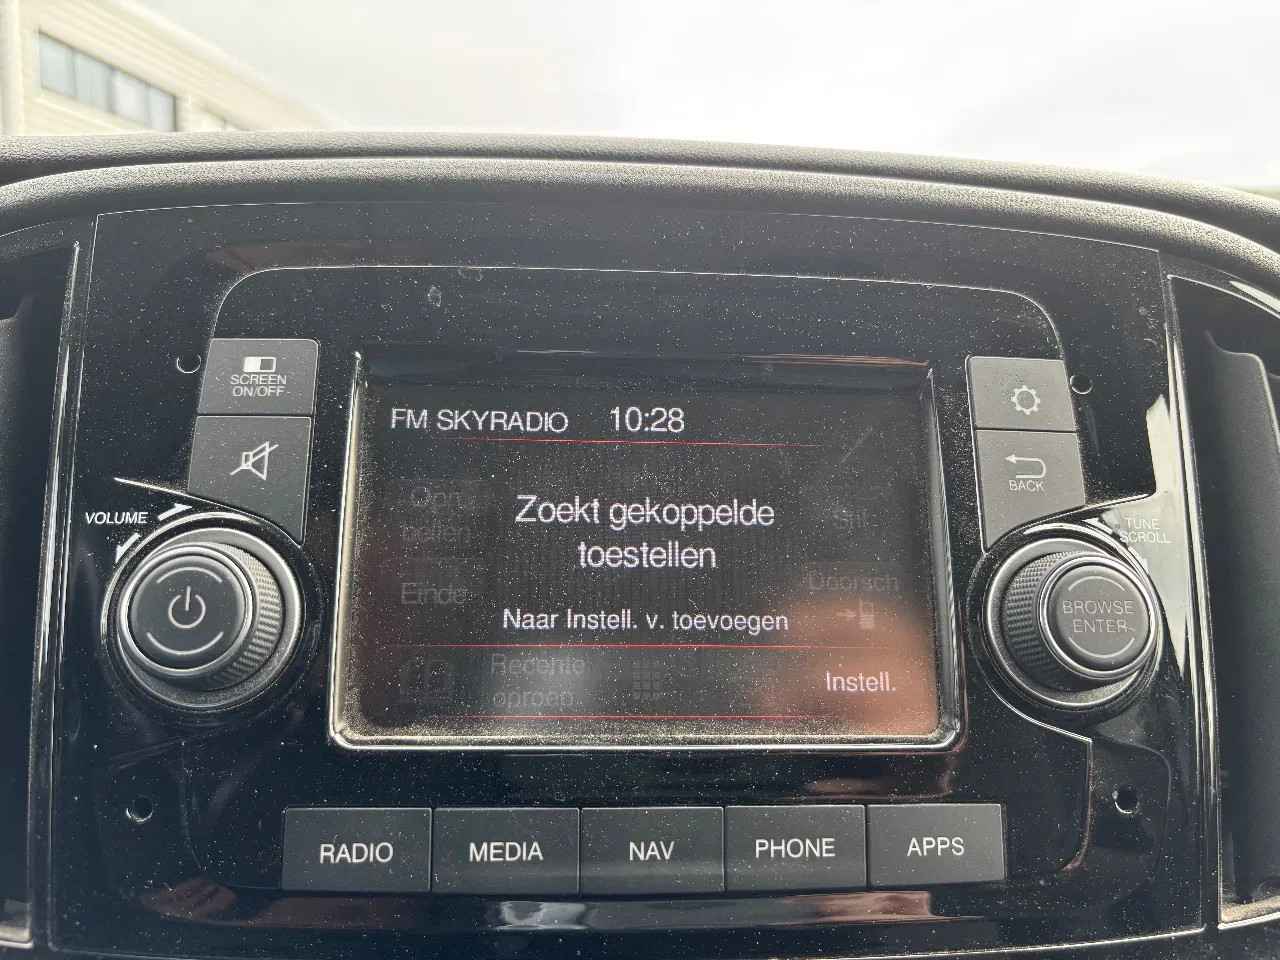 SCREEN
ON/OFF
FM SKYRADIO 10:28
BACK
VOLUME
TUNE
SCROLL
Zoekt gekoppelde
toestellen
Einde
Doorsch
BROWSE
ENTER
Naar Instell. v. toevoegen
Recente
oproep
Instell.
RADIO
MEDIA
NAV
PHONE
APPS